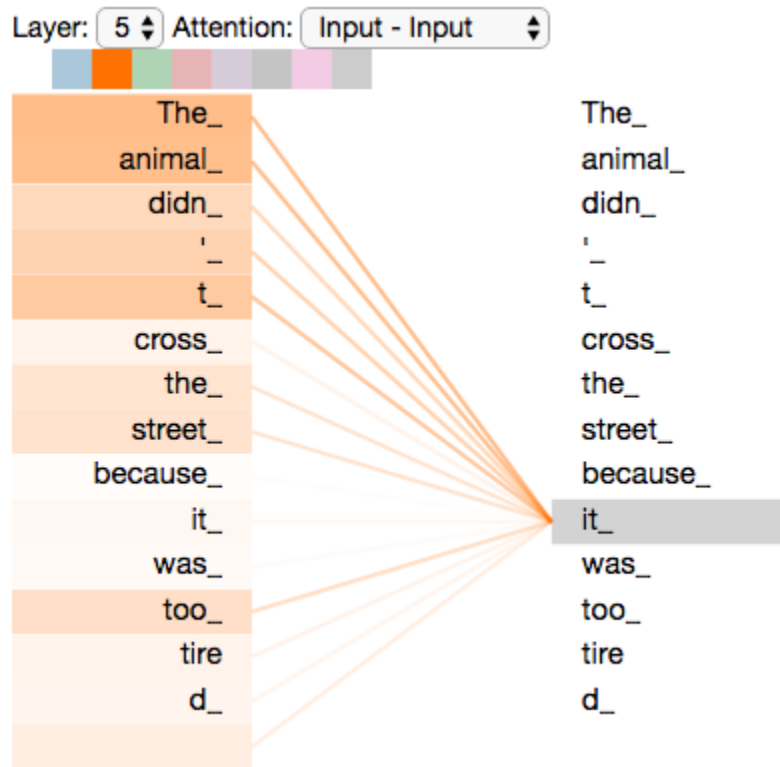 Layer: 5 Attention: Input - Input
The_ The_
animal_ animal_
didn_ didn_
'_ '_
t_ t_
cross_ cross_
the_ the_
street_ street_
because_ because_
it_ it_
was_ was_
too_ too_
tire tire
d_ d_